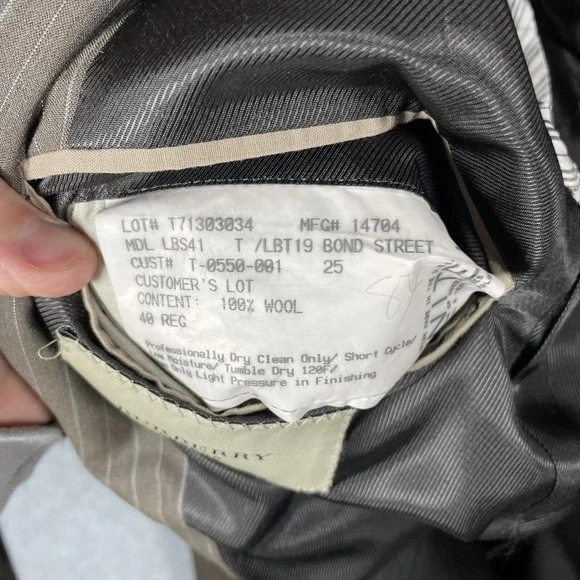 LOT# T71303034 MFG# 14704
MDL LBS41 T /LBT19 BOND STREET
CUST# T-0550-001 25
CUSTOMER'S LOT
CONTENT: 100% WOOL
40 REG
Professionally Dry Clean Only/ Short Cycle/
Low Moisture/ Tumble Dry 120F/
Only Light Pressure in Finishing
BURBERRY